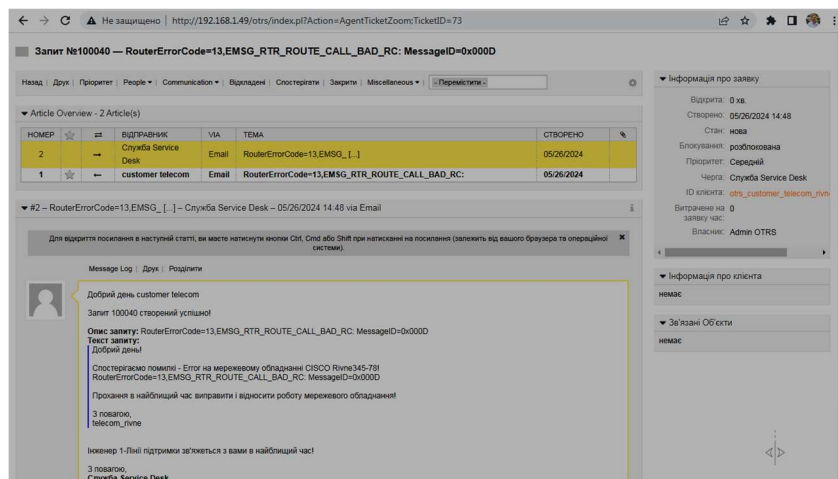 Не защищено | http://192.168.1.49/otrs/index.pl?Action=AgentTicketZoom;TicketID=73
Запит №100040 — RouterErrorCode=13,EMSG_RTR_ROUTE_CALL_BAD_RC: MessageID=0x000D
Назад | Друк | Пріоритет | People | Communication | Відкладені | Спостерігати | Закрити | Miscellaneous | - Перемістити -
Article Overview - 2 Article(s)
НОМЕР ВІДПРАВНИК VIA ТЕМА СТВОРЕНО
2 Служба Service Desk Email RouterErrorCode=13,EMSG_ [...] 05/26/2024
1 customer telecom Email RouterErrorCode=13,EMSG_RTR_ROUTE_CALL_BAD_RC: 05/26/2024
#2 – RouterErrorCode=13,EMSG_ [...] – Служба Service Desk – 05/26/2024 14:48 via Email
Для відкриття посилання в наступній статті, ви маєте натиснути кнопки Ctrl, Cmd або Shift при натисканні на посилання (залежить від вашого браузера та операційної
системи).
Message Log | Друк | Розділити
Добрий день customer telecom
Запит 100040 створений успішно!
Опис запиту: RouterErrorCode=13,EMSG_RTR_ROUTE_CALL_BAD_RC: MessageID=0x000D
Текст запиту:
Добрий день!
Спостерігаємо помилкі - Error на мережевому обладнанні CISCO Rivne345-78!
RouterErrorCode=13,EMSG_RTR_ROUTE_CALL_BAD_RC: MessageID=0x000D
Прохання в найблищий час виправити і відносити роботу мережевого обладнання!
З повагою,
telecom_rivne
Інженер 1-Лінії підтримки зв'яжеться з вами в найблищий час!
З повагою,
Служба Service Desk
Інформація про заявку
Відкрита: 0 хв.
Створено: 05/26/2024 14:48
Стан: нова
Блокування: розблокована
Пріоритет: Середній
Черга: Служба Service Desk
ID клієнта: otrs_customer_telecom_rivn
Витрачене на заявку час: 0
Власник: Admin OTRS
Інформація про клієнта
немає
Зв'язані Об'єкти
немає